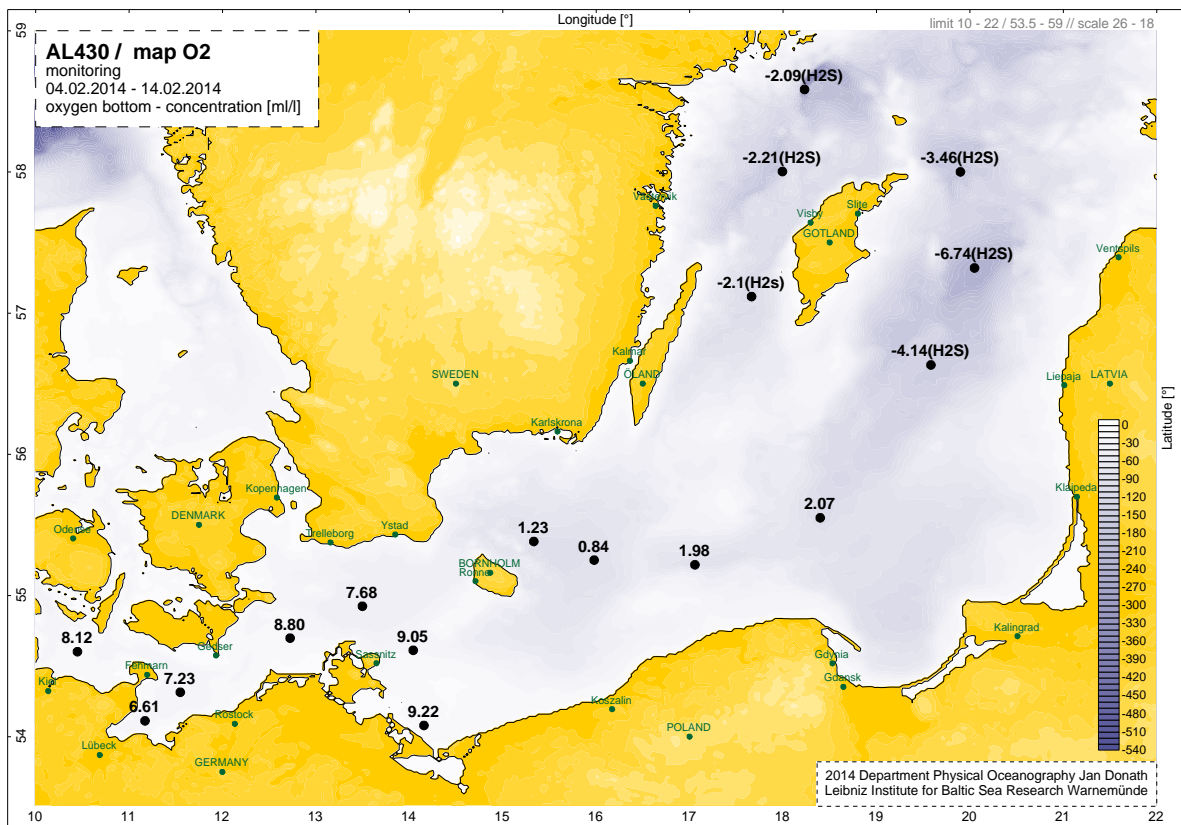 Longitude [°]
limit 10 - 22 / 53.5 - 59 // scale 26 - 18
AL430 / map O2
monitoring
04.02.2014 - 14.02.2014
oxygen bottom - concentration [ml/l]
59
58
57
56
55
54
-2.09(H2S)
-2.21(H2S)
-3.46(H2S)
Västervik
Visby
Slite
GOTLAND
-6.74(H2S)
Ventspils
-2.1(H2s)
-4.14(H2S)
Kalmar
SWEDEN
ÖLAND
Liepaja
LATVIA
Latitude [°]
Karlskrona
Kopenhagen
Klaipeda
DENMARK
2.07
Odense
Trelleborg
Ystad
1.23
0.84
1.98
BORNHOLM
Ronne
7.68
8.80
9.05
8.12
Gedser
Sassnitz
Kalingrad
Fehmarn
Gdynia
Kiel
7.23
Gdansk
6.61
9.22
Koszalin
Rostock
POLAND
Lübeck
GERMANY
0
-30
-60
-90
-120
-150
-180
-210
-240
-270
-300
-330
-360
-390
-420
-450
-480
-510
-540
2014 Department Physical Oceanography Jan Donath
Leibniz Institute for Baltic Sea Research Warnemünde
10 11 12 13 14 15 16 17 18 19 20 21 22